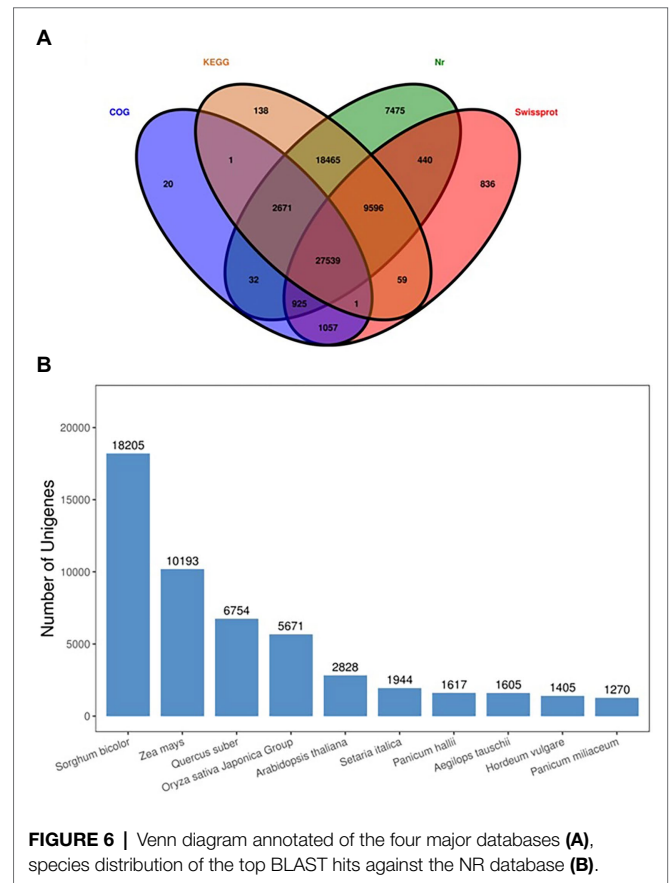 A
KEGG
Nr
COG
Swissprot
138
7475
1
18465
440
20
836
2671
9596
27539
32
59
925
1
1057
B
Number of Unigenes
20000
15000
10000
5000
0
18205
10193
6754
5671
2828
1944
1617
1605
1405
1270
Sorghum bicolor
Zea mays
Quercus suber
Oryza sativa Japonica Group
Arabidopsis thaliana
Setaria italica
Panicum hallii
Aegilops tauschii
Hordeum vulgare
Panicum miliaceum
FIGURE 6 | Venn diagram annotated of the four major databases (A),
species distribution of the top BLAST hits against the NR database (B).